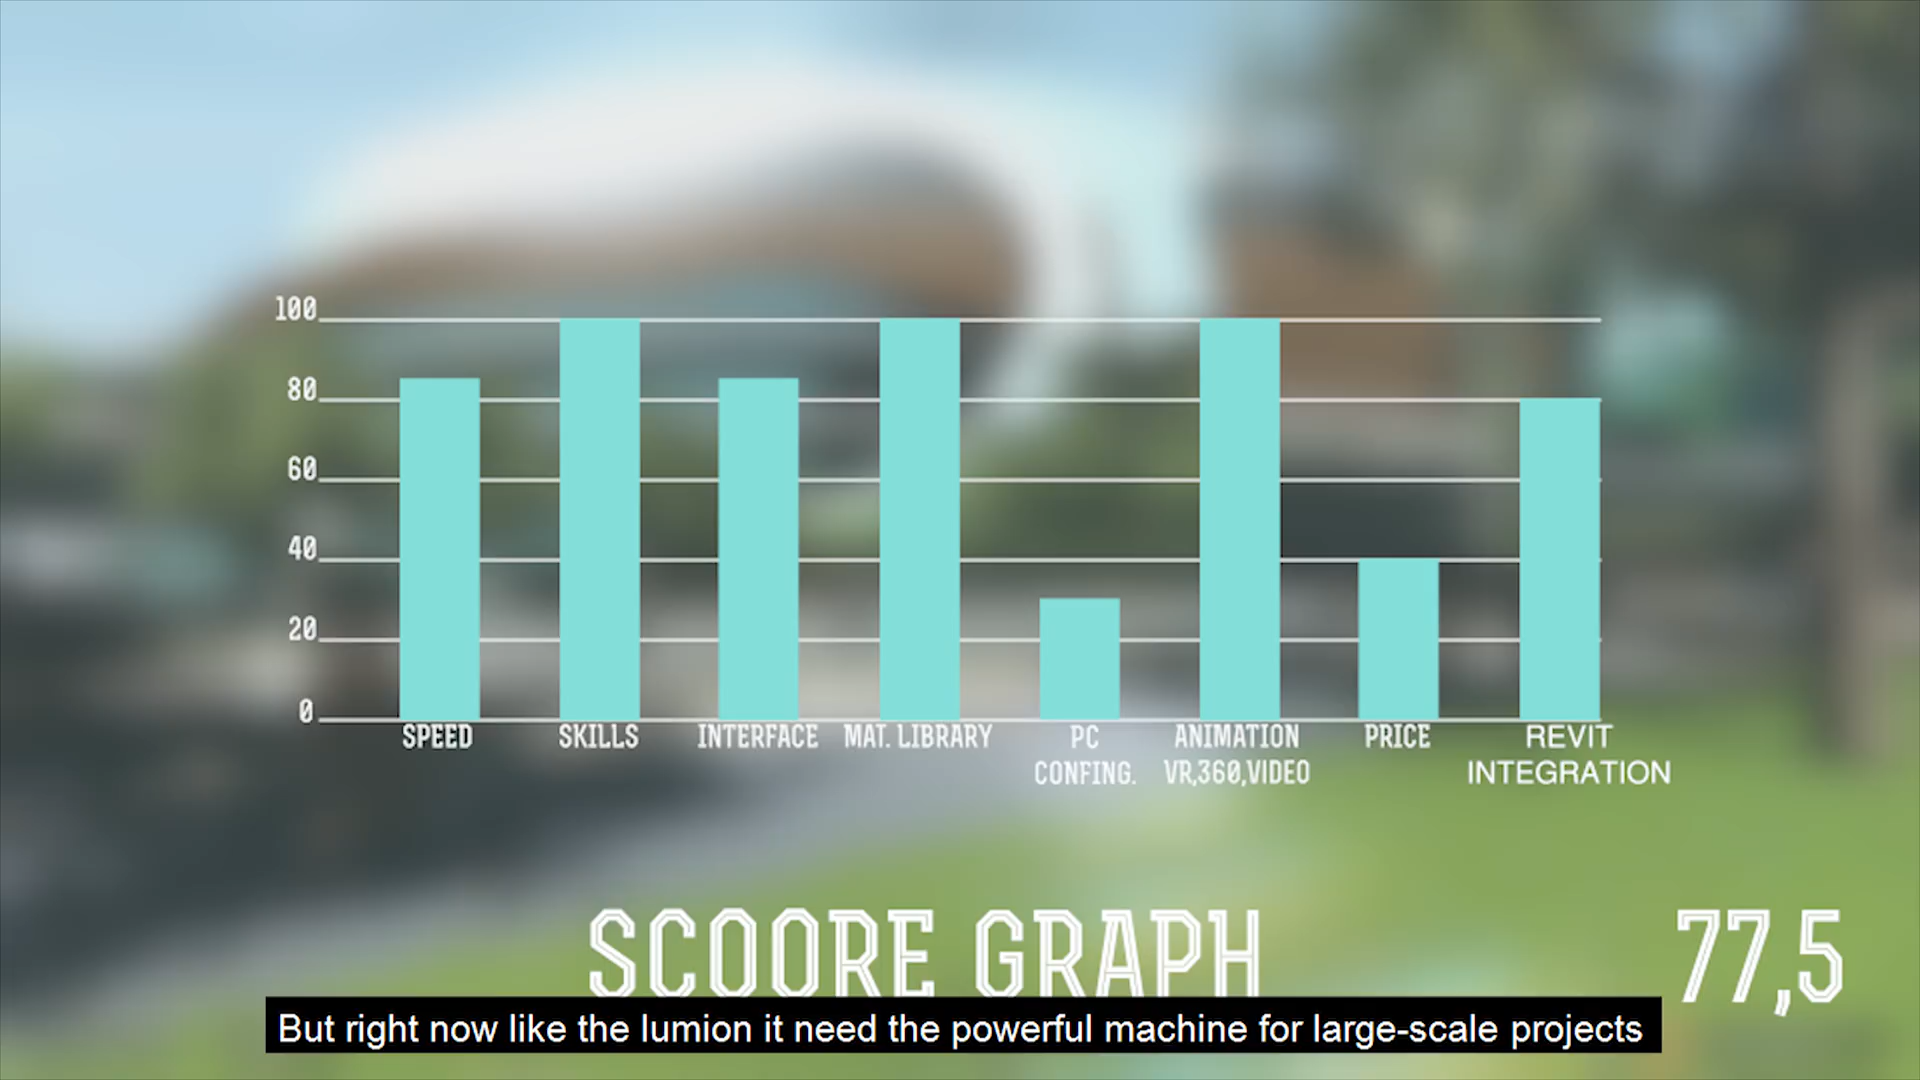 100
80
60
40
20
0
SPEED SKILLS INTERFACE MAT. LIBRARY PC CONFING. ANIMATION VR,360,VIDEO PRICE REVIT INTEGRATION
SCOORE GRAPH 77,5
But right now like the lumion it need the powerful machine for large-scale projects